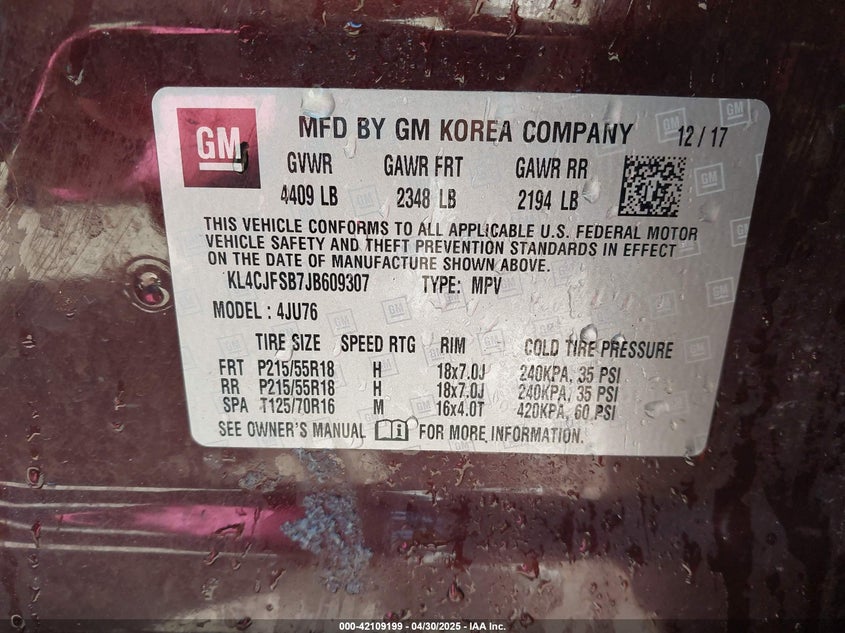 GM
MFD BY GM KOREA COMPANY 12/17
GVWR GAWR FRT GAWR RR
4409 LB 2348 LB 2194 LB
THIS VEHICLE CONFORMS TO ALL APPLICABLE U.S. FEDERAL MOTOR
VEHICLE SAFETY AND THEFT PREVENTION STANDARDS IN EFFECT
ON THE DATE OF MANUFACTURE SHOWN ABOVE.
KL4CJFSB7JB609307 TYPE: MPV
MODEL: 4JU76
TIRE SIZE SPEED RTG RIM COLD TIRE PRESSURE
FRT P215/55R18 H 18x7.0J 240KPA, 35 PSI
RR P215/55R18 H 18x7.0J 240KPA, 35 PSI
SPA T125/70R16 M 16x4.0T 420KPA, 60 PSI
SEE OWNER'S MANUAL i FOR MORE INFORMATION.
000-42109199 - 04/30/2025 - IAA Inc.